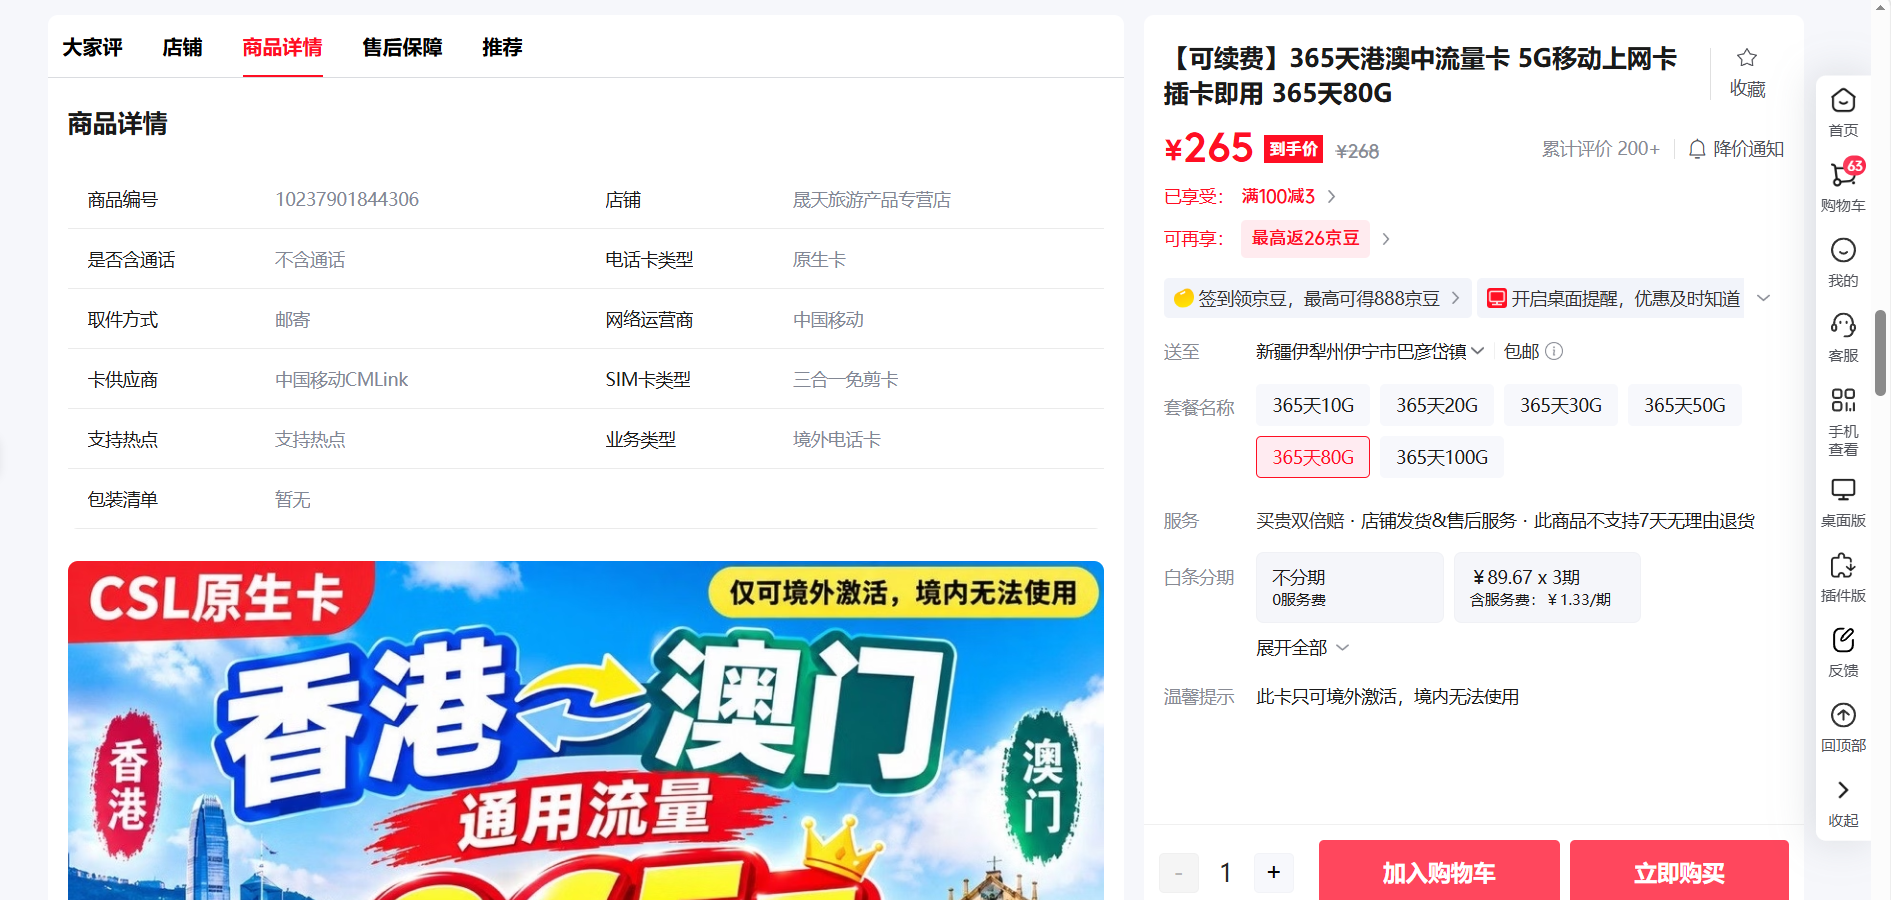 大家评 店铺 商品详情 售后保障 推荐
商品详情
商品编号 10237901844306 店铺 晟天旅游产品专营店
是否含通话 不含通话 电话卡类型 原生卡
取件方式 邮寄 网络运营商 中国移动
卡供应商 中国移动CMLink SIM卡类型 三合一免剪卡
支持热点 支持热点 业务类型 境外电话卡
包装清单 暂无
CSL原生卡
仅可境外激活，境内无法使用
香港 澳门
香港
澳门
通用流量
【可续费】365天港澳中流量卡 5G移动上网卡
插卡即用 365天80G
收藏
¥265 到手价 ¥268 累计评价 200+ 降价通知
已享受： 满100减3
可再享： 最高返26京豆
签到领京豆，最高可得888京豆 开启桌面提醒，优惠及时知道
送至 新疆伊犁州伊宁市巴彦岱镇 包邮
套餐名称 365天10G 365天20G 365天30G 365天50G
365天80G 365天100G
服务 买贵双倍赔 · 店铺发货&售后服务 · 此商品不支持7天无理由退货
白条分期 不分期 ￥89.67 x 3期
0服务费 含服务费：￥1.33/期
展开全部
温馨提示 此卡只可境外激活，境内无法使用
- 1 + 加入购物车 立即购买
首页
63
购物车
我的
客服
手机
查看
桌面版
插件版
反馈
回顶部
收起